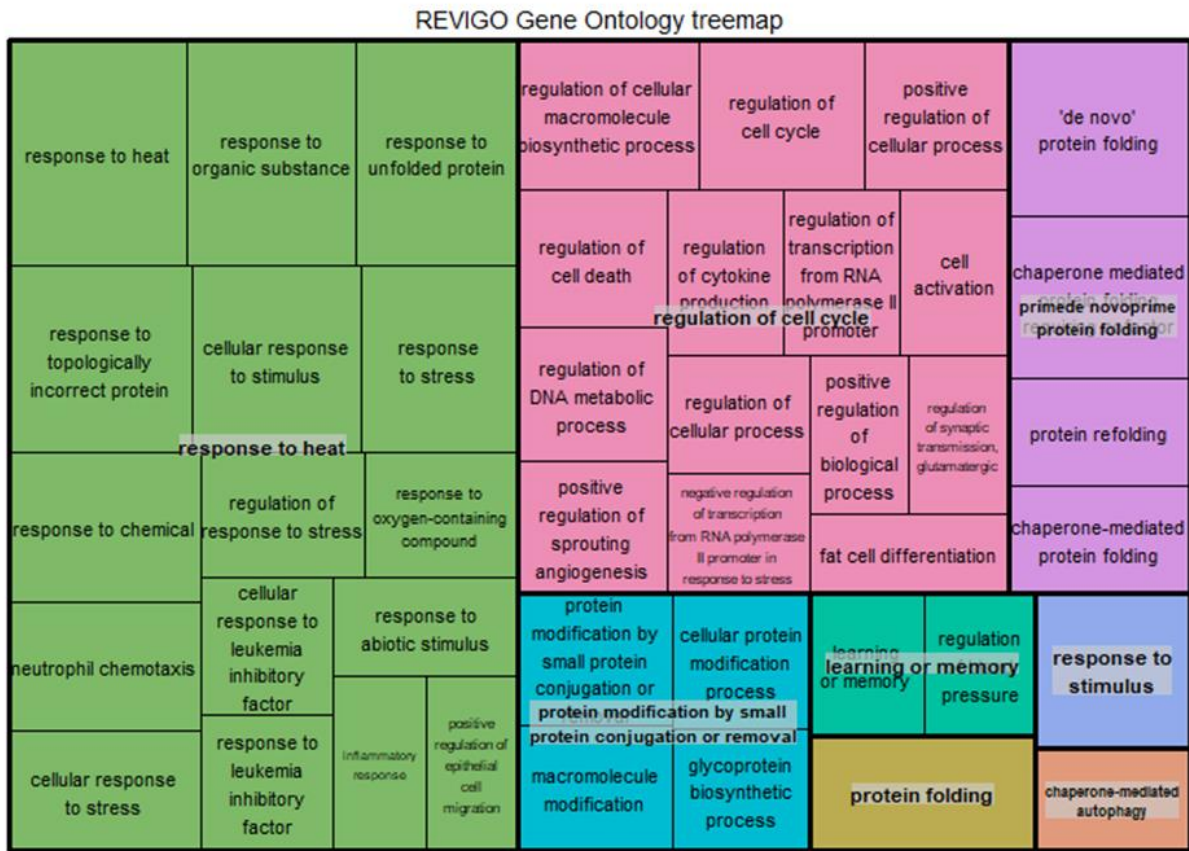 REVIGO Gene Ontology treemap
response to heat
response to
organic substance
response to
unfolded protein
response to
topologically
incorrect protein
cellular response
to stimulus
response
to stress
response to heat
response to chemical
regulation of
response to stress
response to
oxygen-containing
compound
neutrophil chemotaxis
cellular
response to
leukemia
inhibitory
factor
response to
abiotic stimulus
cellular response
to stress
response to
leukemia
inhibitory
factor
inflammatory
response
positive
regulation of
epithelial
cell
migration
regulation of cellular
macromolecule
biosynthetic process
regulation of
cell cycle
positive
regulation of
cellular process
regulation of
cell death
regulation
of cytokine
production
regulation of
transcription
from RNA
polymerase II
promoter
cell
activation
regulation of cell cycle
regulation of
DNA metabolic
process
regulation of
cellular process
positive
regulation
of
biological
process
regulation
of synaptic
transmission,
glutamatergic
positive
regulation of
sprouting
angiogenesis
negative regulation
of transcription
from RNA polymerase
II promoter in
response to stress
fat cell differentiation
'de novo'
protein folding
chaperone mediated
protein folding
primede novoprime
protein folding
protein refolding
chaperone-mediated
protein folding
protein
modification by
small protein
conjugation or
removal
cellular protein
modification
process
protein modification by small
protein conjugation or removal
macromolecule
modification
glycoprotein
biosynthetic
process
learning
or memory
regulation
pressure
learning or memory
response to
stimulus
protein folding
chaperone-mediated
autophagy